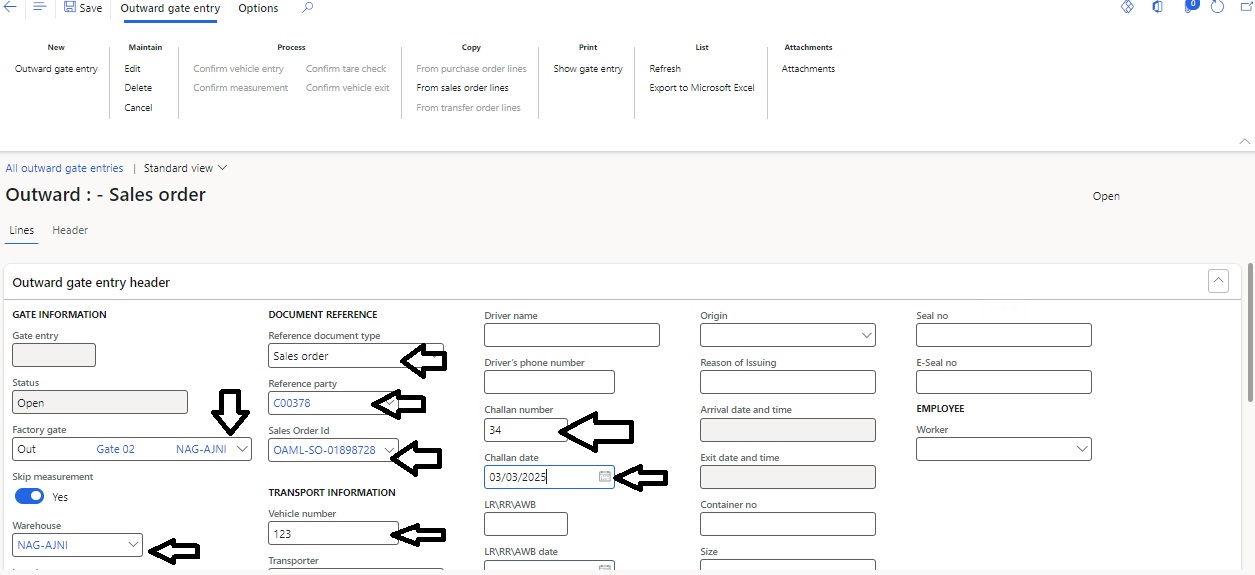 Save Outward gate entry Options 0
New Maintain Process Copy Print List Attachments
Outward gate entry Edit Confirm vehicle entry Confirm tare check From purchase order lines Show gate entry Refresh Attachments
Delete Confirm measurement Confirm vehicle exit From sales order lines Export to Microsoft Excel
Cancel From transfer order lines
All outward gate entries | Standard view
Outward : - Sales order
Open
Lines Header
Outward gate entry header
GATE INFORMATION
Gate entry
Status
Open
Factory gate
Out Gate 02 NAG-AJNI
Skip measurement
Yes
Warehouse
NAG-AJNI
DOCUMENT REFERENCE
Reference document type
Sales order
Reference party
C00378
Sales Order Id
OAML-SO-01898728
TRANSPORT INFORMATION
Vehicle number
123
Transporter
Driver name
Driver's phone number
Challan number
34
Challan date
03/03/2025
LR\RR\AWB
LR\RR\AWB date
Origin
Reason of Issuing
Arrival date and time
Exit date and time
Container no
Size
Seal no
E-Seal no
EMPLOYEE
Worker